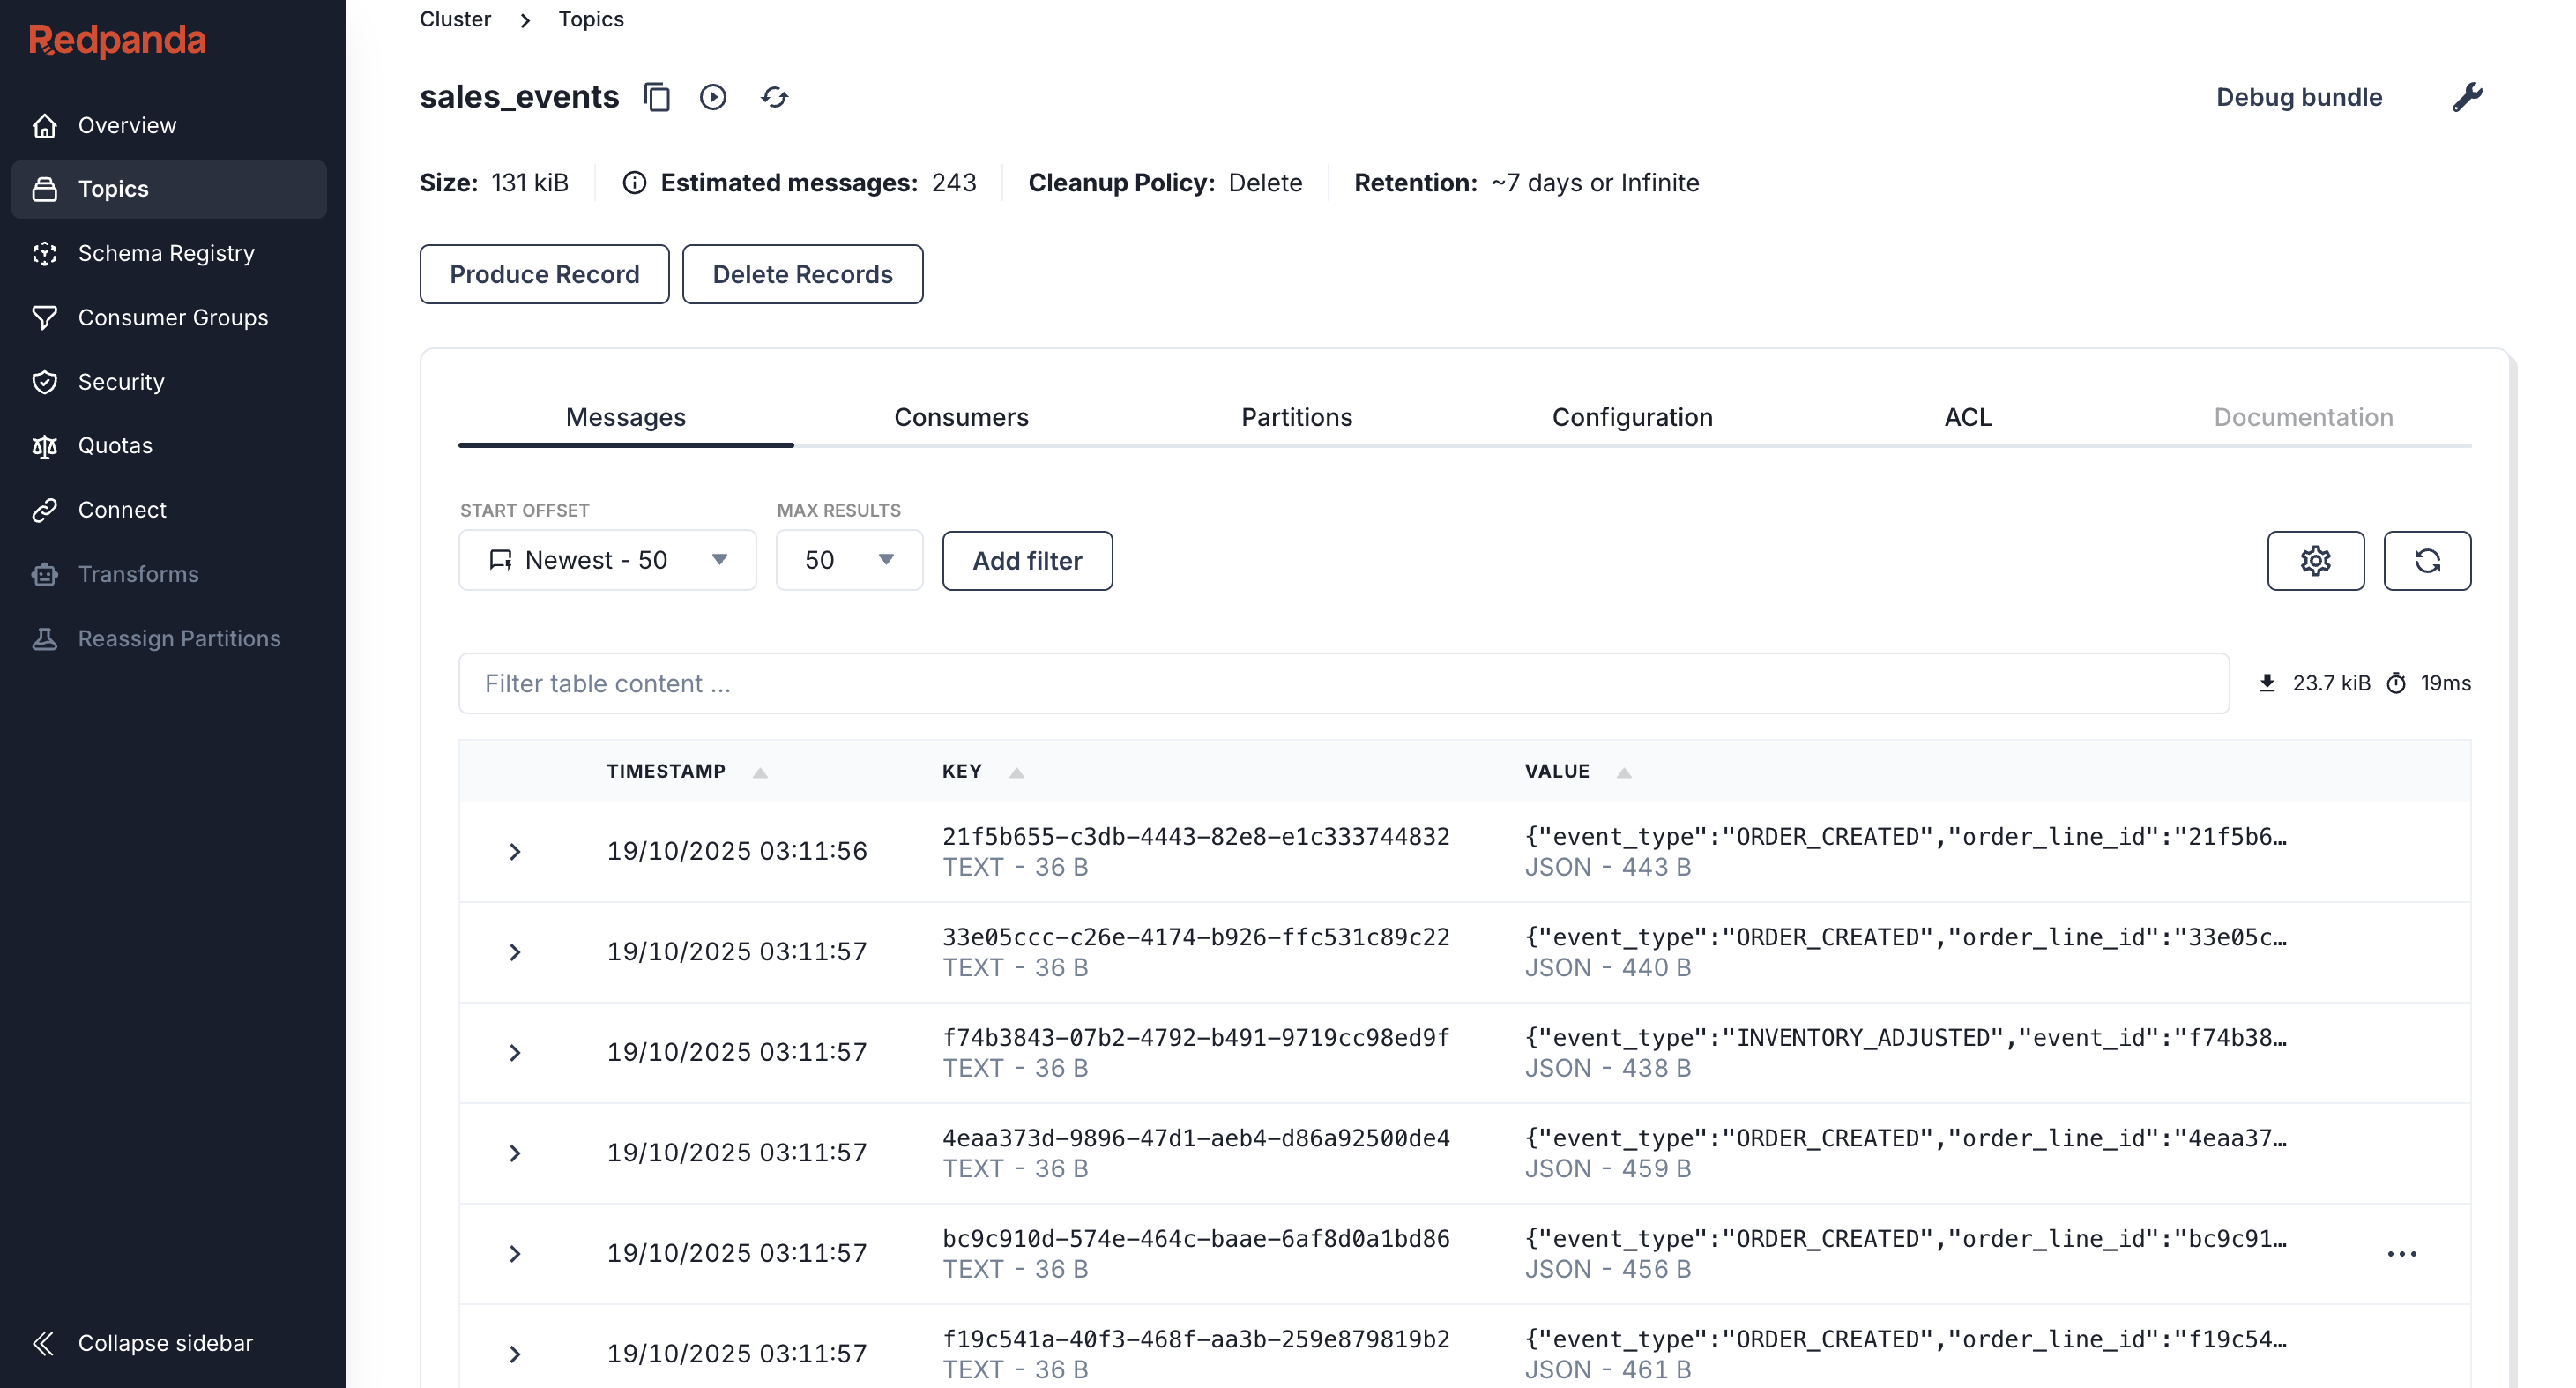 Redpanda
Overview
Topics
Schema Registry
Consumer Groups
Security
Quotas
Connect
Transforms
Reassign Partitions
Collapse sidebar
Cluster > Topics
sales_events
Debug bundle
Size: 131 kiB Estimated messages: 243 Cleanup Policy: Delete Retention: ~7 days or Infinite
Produce Record Delete Records
Messages Consumers Partitions Configuration ACL Documentation
START OFFSET MAX RESULTS
Newest - 50 50 Add filter
Filter table content ... 23.7 kiB 19ms
TIMESTAMP KEY VALUE
19/10/2025 03:11:56 21f5b655-c3db-4443-82e8-e1c333744832 {"event_type":"ORDER_CREATED","order_line_id":"21f5b6…
TEXT - 36 B JSON - 443 B
19/10/2025 03:11:57 33e05ccc-c26e-4174-b926-ffc531c89c22 {"event_type":"ORDER_CREATED","order_line_id":"33e05c…
TEXT - 36 B JSON - 440 B
19/10/2025 03:11:57 f74b3843-07b2-4792-b491-9719cc98ed9f {"event_type":"INVENTORY_ADJUSTED","event_id":"f74b38…
TEXT - 36 B JSON - 438 B
19/10/2025 03:11:57 4eaa373d-9896-47d1-aeb4-d86a92500de4 {"event_type":"ORDER_CREATED","order_line_id":"4eaa37…
TEXT - 36 B JSON - 459 B
19/10/2025 03:11:57 bc9c910d-574e-464c-baae-6af8d0a1bd86 {"event_type":"ORDER_CREATED","order_line_id":"bc9c91…
TEXT - 36 B JSON - 456 B
19/10/2025 03:11:57 f19c541a-40f3-468f-aa3b-259e879819b2 {"event_type":"ORDER_CREATED","order_line_id":"f19c54…
TEXT - 36 B JSON - 461 B